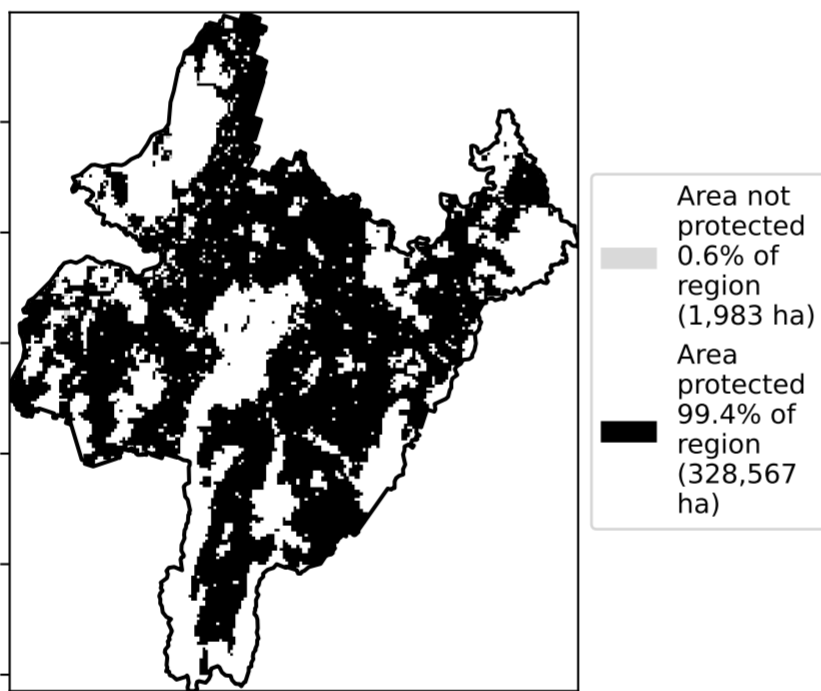 Area not
protected
0.6% of
region
(1,983 ha)
Area
protected
99.4% of
region
(328,567
ha)